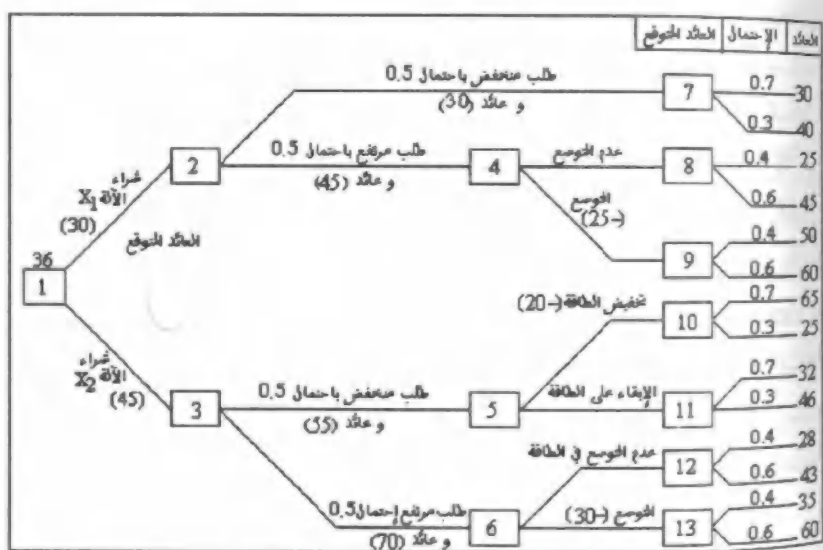 العائد الإحتمال العائد المتوقع
طلب منخفض باحتمال 0.5
و عائد (30)
7
0.7 30
0.3 40
2
طلب مرتفع باحتمال 0.5
و عائد (45)
4
عدم التوسع
8
0.4 25
0.6 45
التوسع
(-25)
9
0.4 50
0.6 60
شراء
الآلة X1
(30)
العائد المتوقع
36
1
تخفيض الطاقة (-20)
10
0.7 65
0.3 25
شراء
الآلة X2
(45)
3
طلب منخفض باحتمال 0.5
و عائد (55)
5
الإبقاء على الطاقة
11
0.7 32
0.3 46
عدم التوسع في الطاقة
12
0.4 28
0.6 43
طلب مرتفع إحتمال 0.5
و عائد (70)
6
التوسع (-30)
13
0.4 35
0.6 60